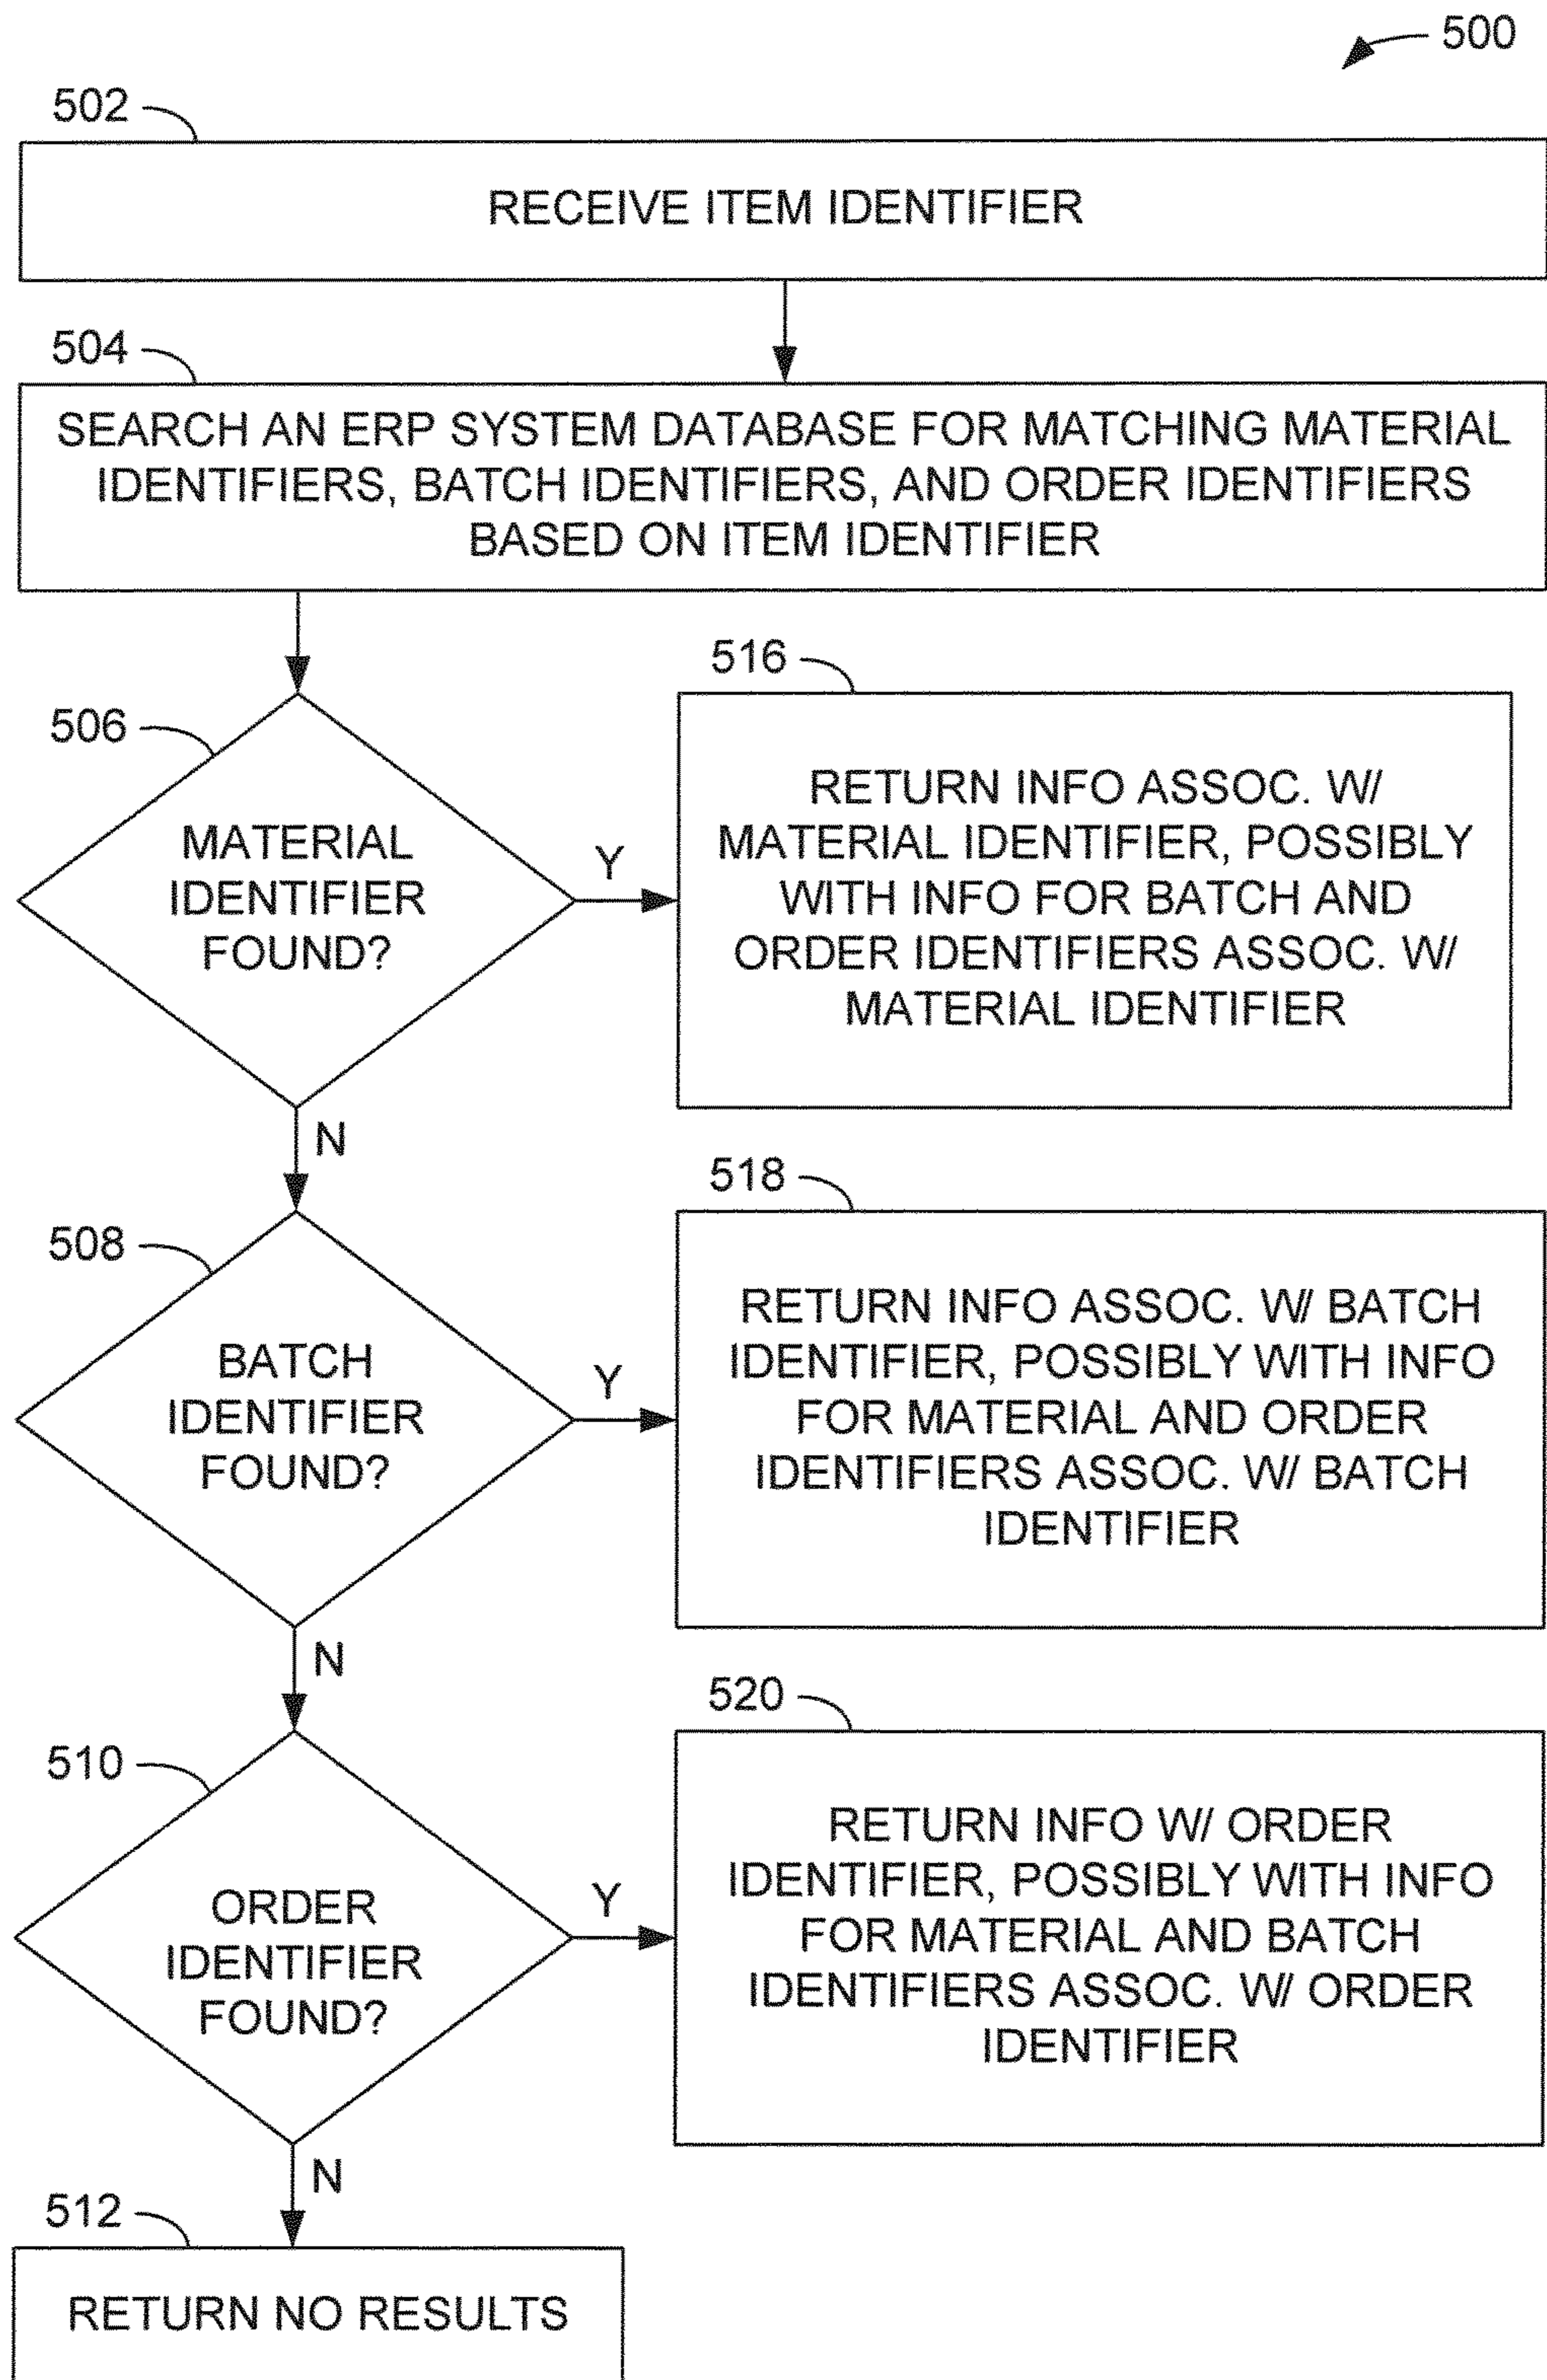 500
502
RECEIVE ITEM IDENTIFIER
504
SEARCH AN ERP SYSTEM DATABASE FOR MATCHING MATERIAL
IDENTIFIERS, BATCH IDENTIFIERS, AND ORDER IDENTIFIERS
BASED ON ITEM IDENTIFIER
506
MATERIAL
IDENTIFIER
FOUND?
Y
N
516
RETURN INFO ASSOC. W/
MATERIAL IDENTIFIER, POSSIBLY
WITH INFO FOR BATCH AND
ORDER IDENTIFIERS ASSOC. W/
MATERIAL IDENTIFIER
508
BATCH
IDENTIFIER
FOUND?
Y
N
518
RETURN INFO ASSOC. W/ BATCH
IDENTIFIER, POSSIBLY WITH INFO
FOR MATERIAL AND ORDER
IDENTIFIERS ASSOC. W/ BATCH
IDENTIFIER
510
ORDER
IDENTIFIER
FOUND?
Y
N
520
RETURN INFO W/ ORDER
IDENTIFIER, POSSIBLY WITH INFO
FOR MATERIAL AND BATCH
IDENTIFIERS ASSOC. W/ ORDER
IDENTIFIER
512
RETURN NO RESULTS